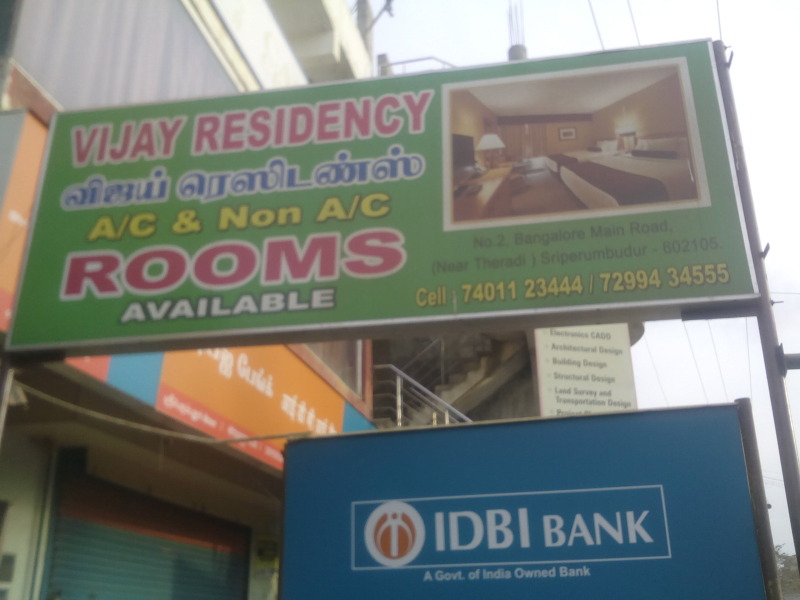 VIJAY RESIDENCY
விஜய் ரெஸிடண்ஸ்
A/C & Non A/C
ROOMS
AVAILABLE
No.2, Bangalore Main Road,
(Near Theradi ) Sriperumbudur - 602105.
Cell : 74011 23444 / 72994 34555
Electronics CADD
Architectural Design
Building Design
Structural Design
Land Survey and
Transportation Design
IDBI BANK
A Govt. of India Owned Bank